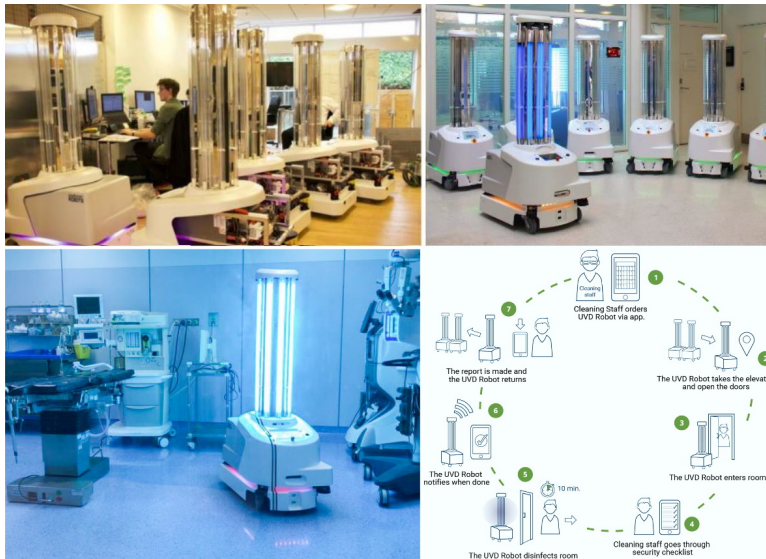 Cleaning
staff
1
Cleaning Staff orders
UVD Robot via app.
2
The UVD Robot takes the elevat
and open the doors
3
The UVD Robot enters room
4
Cleaning staff goes through
security checklist
5
10 min.
The UVD Robot disinfects room
6
The UVD Robot
notifies when done
7
The report is made and
the UVD Robot returns